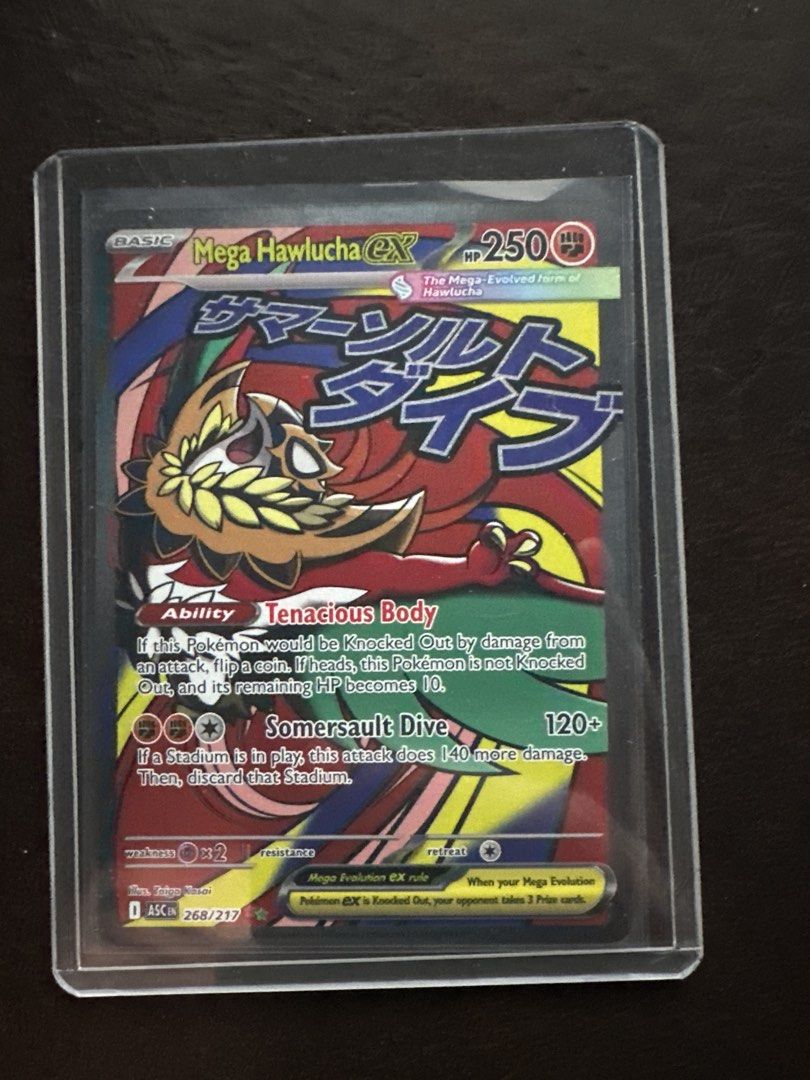 BASIC
Mega Hawlucha ex HP 250
The Mega-Evolved form of
Hawlucha
サマーソルト
ダイブ
Ability Tenacious Body
If this Pokémon would be Knocked Out by damage from
an attack, flip a coin. If heads, this Pokémon is not Knocked
Out, and its remaining HP becomes 10.
Somersault Dive 120+
If a Stadium is in play, this attack does 140 more damage.
Then, discard that Stadium.
weakness ×2 resistance retreat
Illus. Taiga Kasai
Mega Evolution ex rule When your Mega Evolution
Pokémon ex is Knocked Out, your opponent takes 3 Prize cards.
I ASC EN 268/217